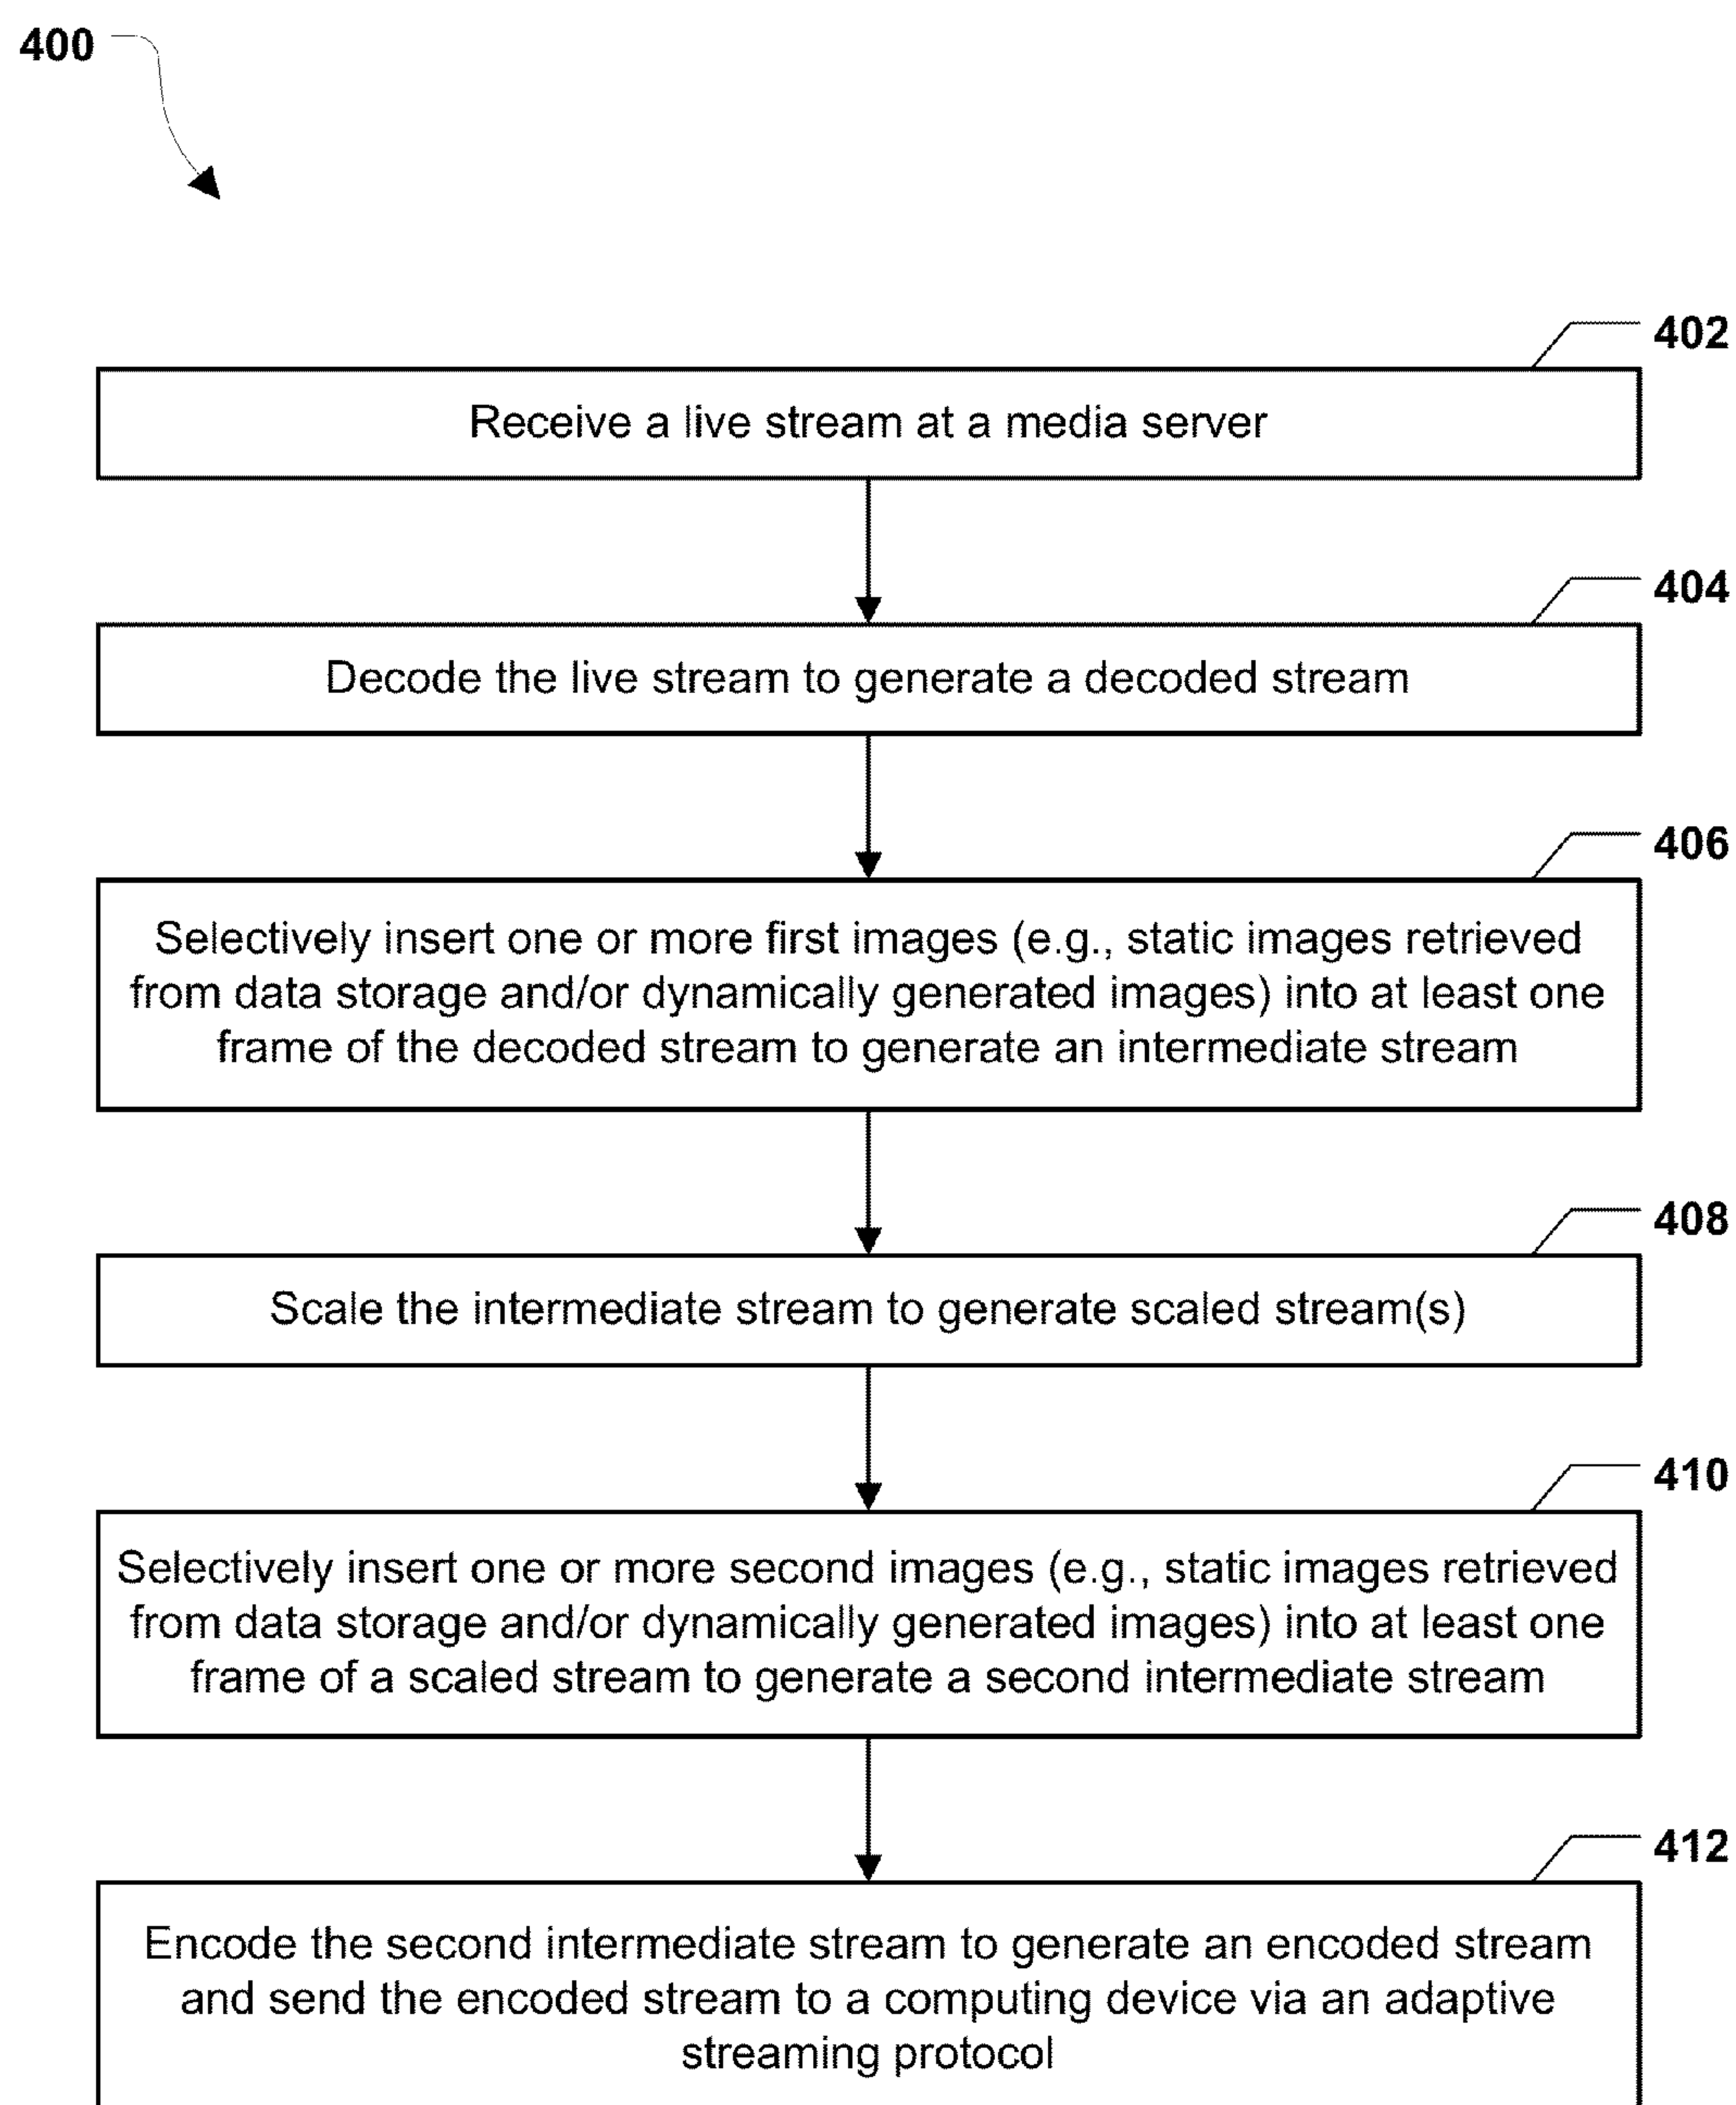 400
402
Receive a live stream at a media server
404
Decode the live stream to generate a decoded stream
406
Selectively insert one or more first images (e.g., static images retrieved
from data storage and/or dynamically generated images) into at least one
frame of the decoded stream to generate an intermediate stream
408
Scale the intermediate stream to generate scaled stream(s)
410
Selectively insert one or more second images (e.g., static images retrieved
from data storage and/or dynamically generated images) into at least one
frame of a scaled stream to generate a second intermediate stream
412
Encode the second intermediate stream to generate an encoded stream
and send the encoded stream to a computing device via an adaptive
streaming protocol